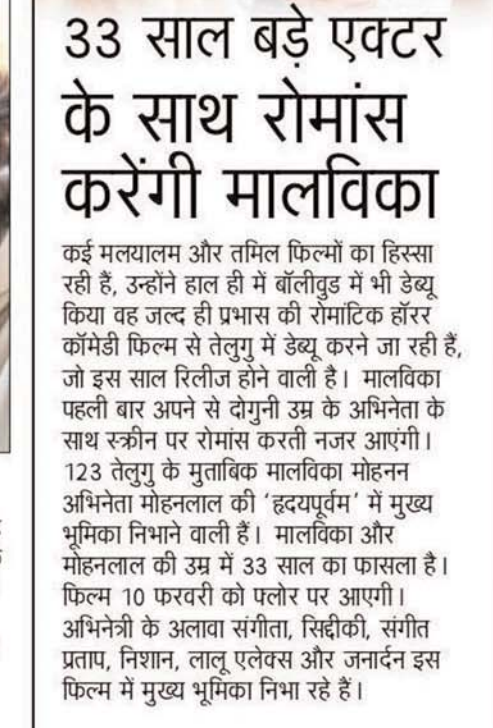 33 साल बड़े एक्टर
के साथ रोमांस
करेंगी मालविका
कई मलयालम और तमिल फिल्मों का हिस्सा
रही हैं, उन्होंने हाल ही में बॉलीवुड में भी डेब्यू
किया वह जल्द ही प्रभास की रोमांटिक हॉरर
कॉमेडी फिल्म से तेलुगु में डेब्यू करने जा रही हैं,
जो इस साल रिलीज होने वाली है। मालविका
पहली बार अपने से दोगुनी उम्र के अभिनेता के
साथ स्क्रीन पर रोमांस करती नजर आएंगी।
123 तेलुगु के मुताबिक मालविका मोहनन
अभिनेता मोहनलाल की 'हृदयपूर्वम' में मुख्य
भूमिका निभाने वाली हैं। मालविका और
मोहनलाल की उम्र में 33 साल का फासला है।
फिल्म 10 फरवरी को फ्लोर पर आएगी।
अभिनेत्री के अलावा संगीता, सिद्दीकी, संगीत
प्रताप, निशान, लालू एलेक्स और जनार्दन इस
फिल्म में मुख्य भूमिका निभा रहे हैं।